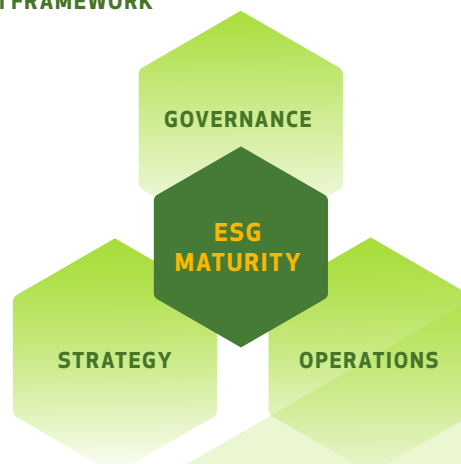 FRAMEWORK
GOVERNANCE
ESG
MATURITY
STRATEGY
OPERATIONS